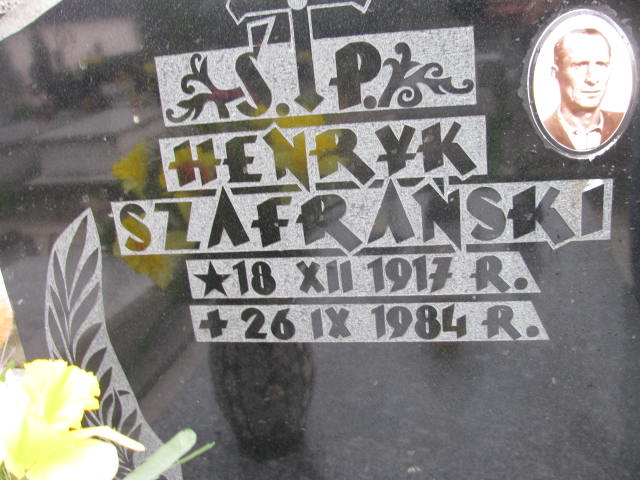 Ś. P.
HENRYK
SZAFRAŃSKI
★18 XII 1917 R.
+ 26 IX 1984 R.